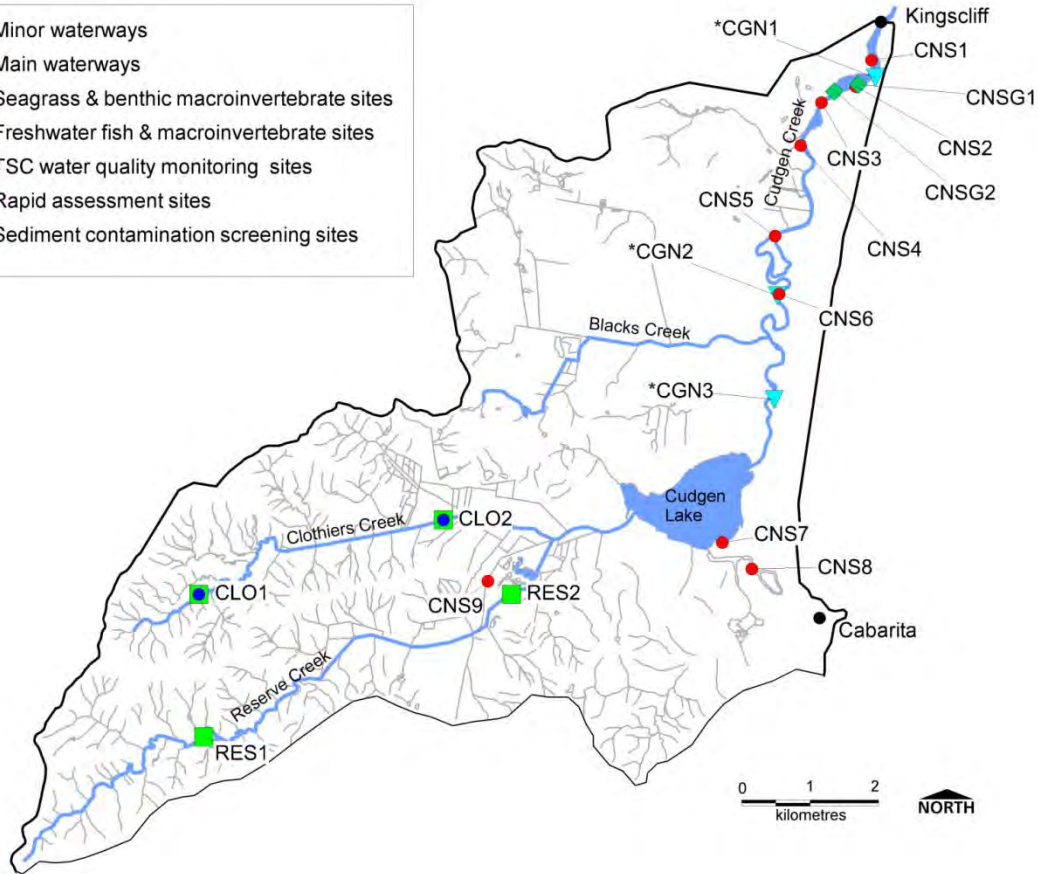 Minor waterways
Main waterways
Seagrass & benthic macroinvertebrate sites
Freshwater fish & macroinvertebrate sites
TSC water quality monitoring sites
Rapid assessment sites
Sediment contamination screening sites
Kingscliff
*CGN1
CNS1
CNSG1
CNS2
CNS3
CNSG2
Cudgen Creek
CNS4
CNS5
*CGN2
CNS6
Blacks Creek
*CGN3
Cudgen
Lake
CLO2
Clothiers Creek
CNS7
CNS8
CLO1
CNS9
RES2
Cabarita
Reserve Creek
RES1
0 1 2
kilometres
NORTH